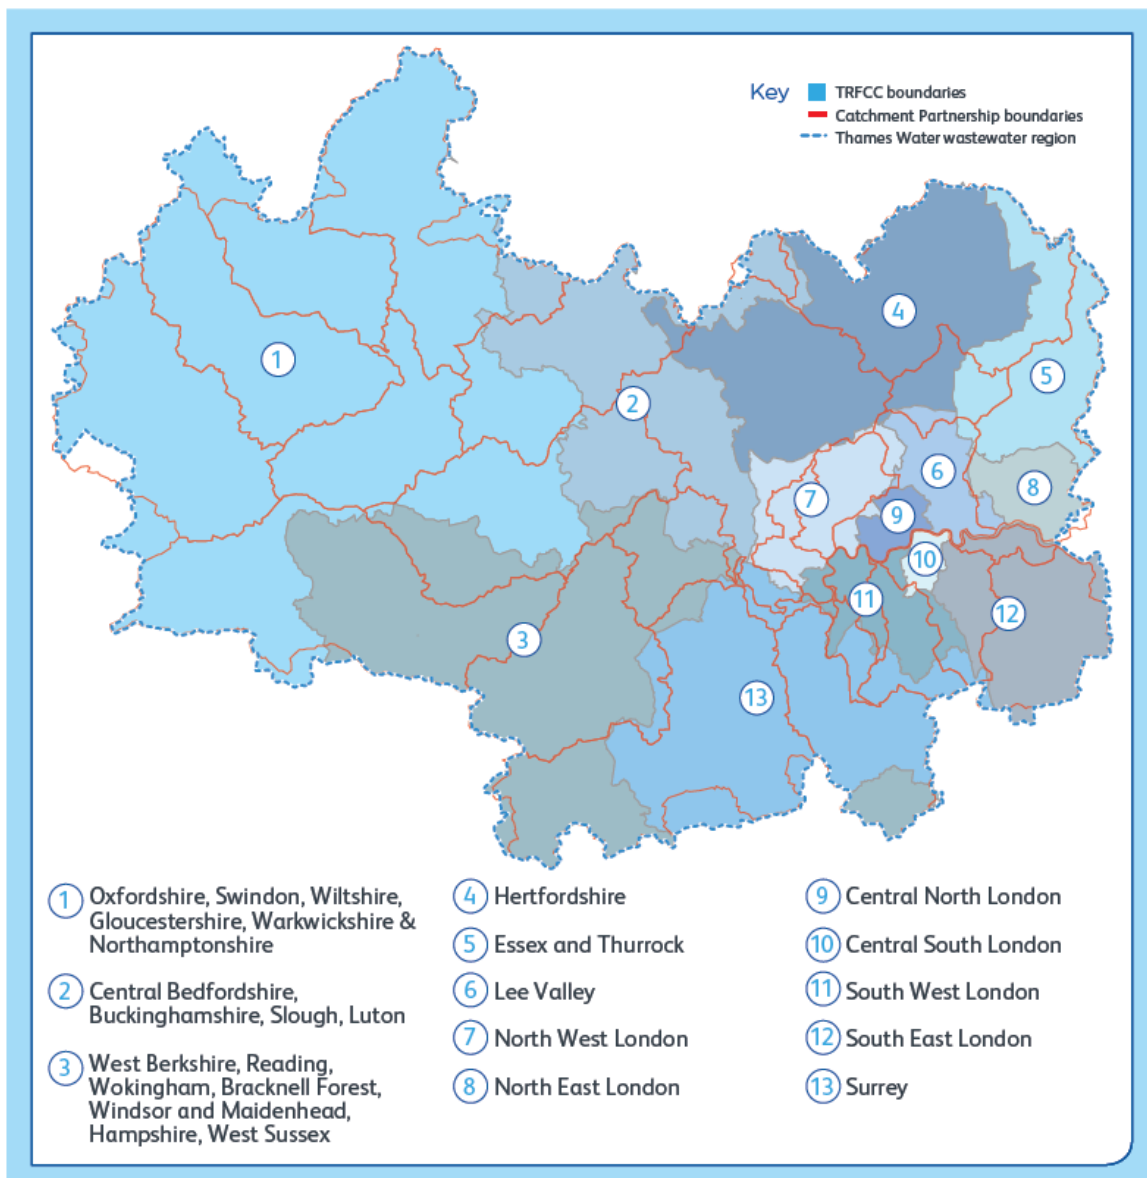 Key
TRFCC boundaries
Catchment Partnership boundaries
Thames Water wastewater region
1
2
3
4
5
6
7
8
9
10
11
12
13
1 Oxfordshire, Swindon, Wiltshire,
Gloucestershire, Warkwickshire &
Northamptonshire
2 Central Bedfordshire,
Buckinghamshire, Slough, Luton
3 West Berkshire, Reading,
Wokingham, Bracknell Forest,
Windsor and Maidenhead,
Hampshire, West Sussex
4 Hertfordshire
5 Essex and Thurrock
6 Lee Valley
7 North West London
8 North East London
9 Central North London
10 Central South London
11 South West London
12 South East London
13 Surrey